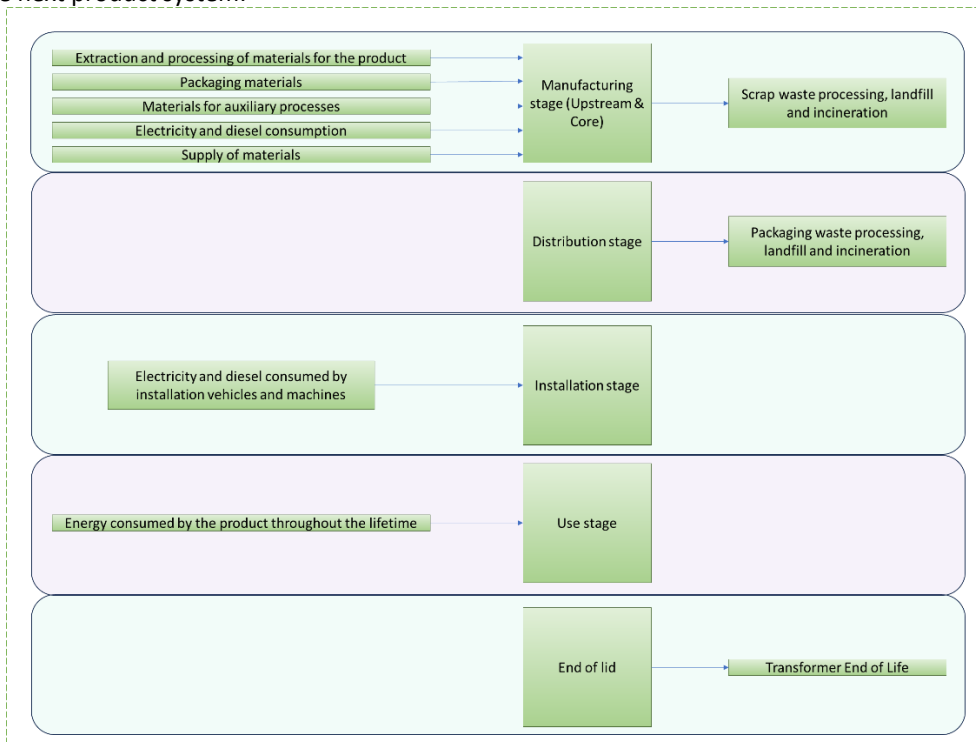 Extraction and processing of materials for the product
Packaging materials
Materials for auxiliary processes
Electricity and diesel consumption
Supply of materials
Manufacturing
stage (Upstream &
Core)
Scrap waste processing, landfill
and incineration
Distribution stage
Packaging waste processing,
landfill and incineration
Electricity and diesel consumed by
installation vehicles and machines
Installation stage
Energy consumed by the product throughout the lifetime
Use stage
End of lid
Transformer End of Life